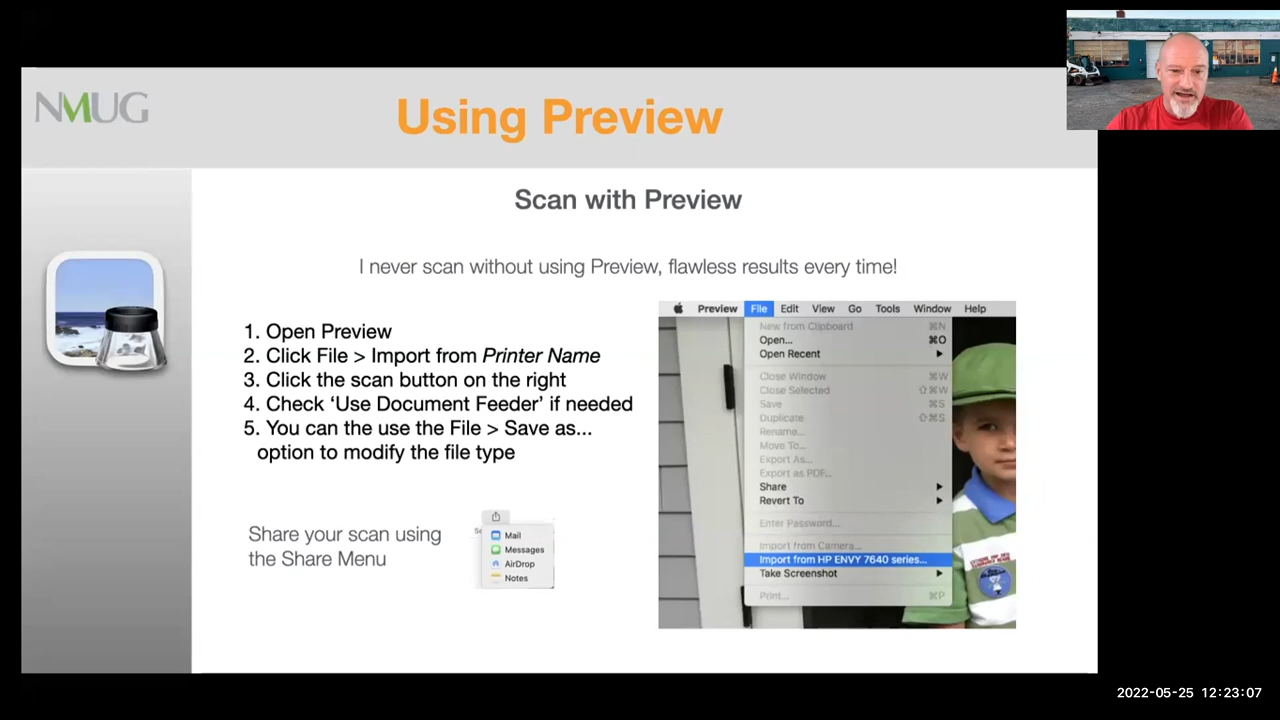 NMUG
Using Preview
Scan with Preview
I never scan without using Preview, flawless results every time!
1. Open Preview
2. Click File > Import from Printer Name
3. Click the scan button on the right
4. Check ‘Use Document Feeder’ if needed
5. You can the use the File > Save as...
option to modify the file type
Share your scan using
the Share Menu
Mail
Messages
AirDrop
Notes
Preview File Edit View Go Tools Window Help
New from Clipboard ⌘N
Open... ⌘O
Open Recent
Close Window ⌘W
Close Selected ⇧⌘W
Save ⌘S
Duplicate ⇧⌘S
Rename...
Move To...
Export As...
Export as PDF...
Share
Revert To
Enter Password...
Import from Camera...
Import from HP ENVY 7640 series...
Take Screenshot
Print... ⌘P
2022-05-25 12:23:07